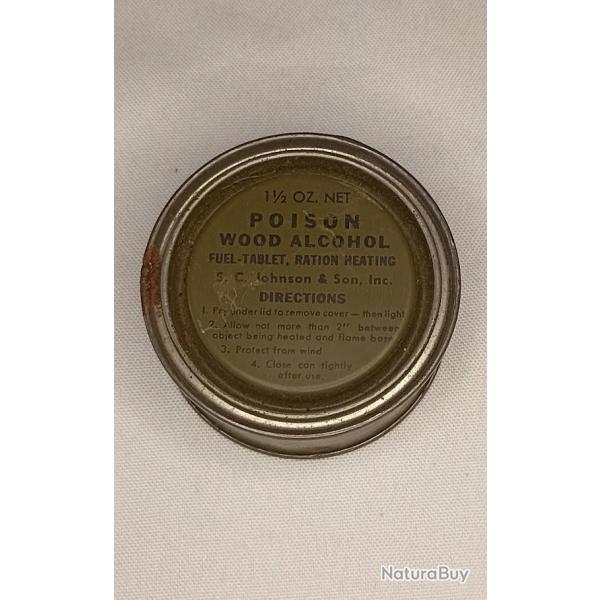 1½ OZ. NET
POISON
WOOD ALCOHOL
FUEL-TABLET, RATION HEATING
S. C. Johnson & Son, Inc.
DIRECTIONS
1. Pry under lid to remove cover — then light
2. Allow not more than 2" between
object being heated and flame base
3. Protect from wind
4. Close can tightly
after use.
NaturaBuy